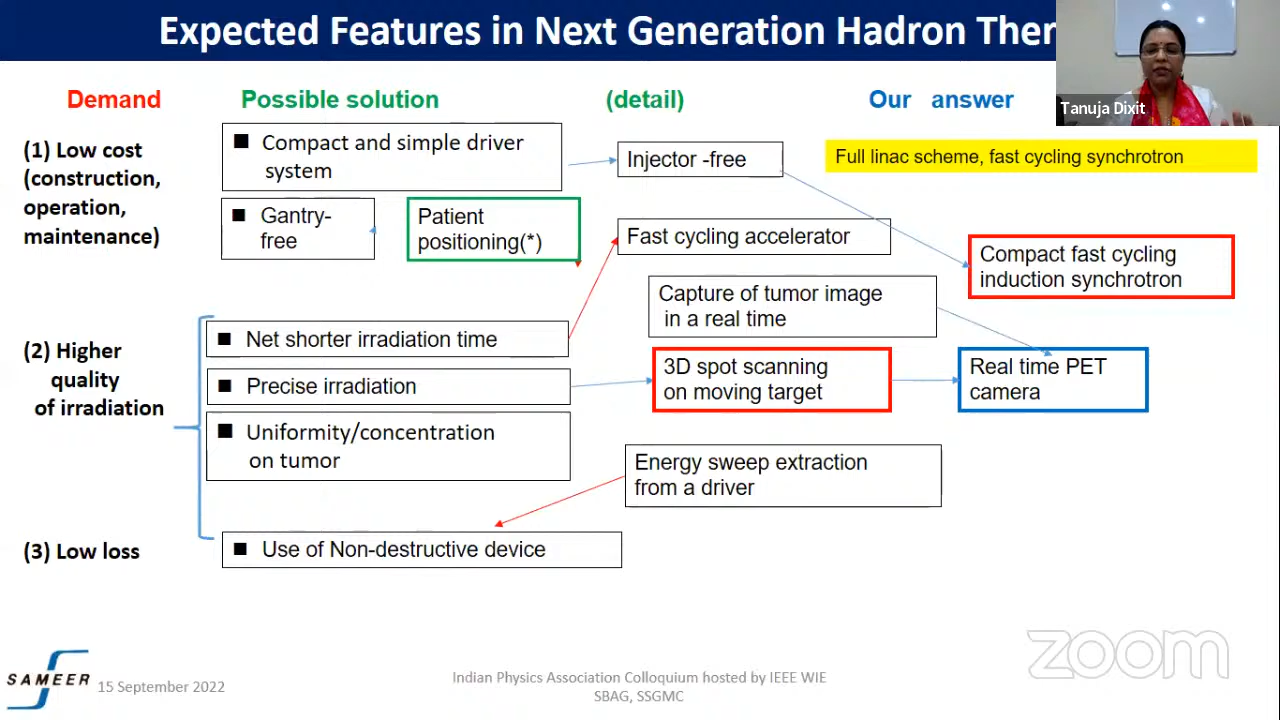 Expected Features in Next Generation Hadron Ther
Tanuja Dixit
Demand
Possible solution
(detail)
Our answer
(1) Low cost
(construction,
operation,
maintenance)
■ Compact and simple driver
system
Injector -free
Full linac scheme, fast cycling synchrotron
■ Gantry-
free
Patient
positioning(*)
Fast cycling accelerator
Compact fast cycling
induction synchrotron
Capture of tumor image
in a real time
(2) Higher
quality
of irradiation
■ Net shorter irradiation time
■ Precise irradiation
3D spot scanning
on moving target
Real time PET
camera
■ Uniformity/concentration
on tumor
Energy sweep extraction
from a driver
(3) Low loss
■ Use of Non-destructive device
zoom
SAMEER
15 September 2022
Indian Physics Association Colloquium hosted by IEEE WIE
SBAG, SSGMC